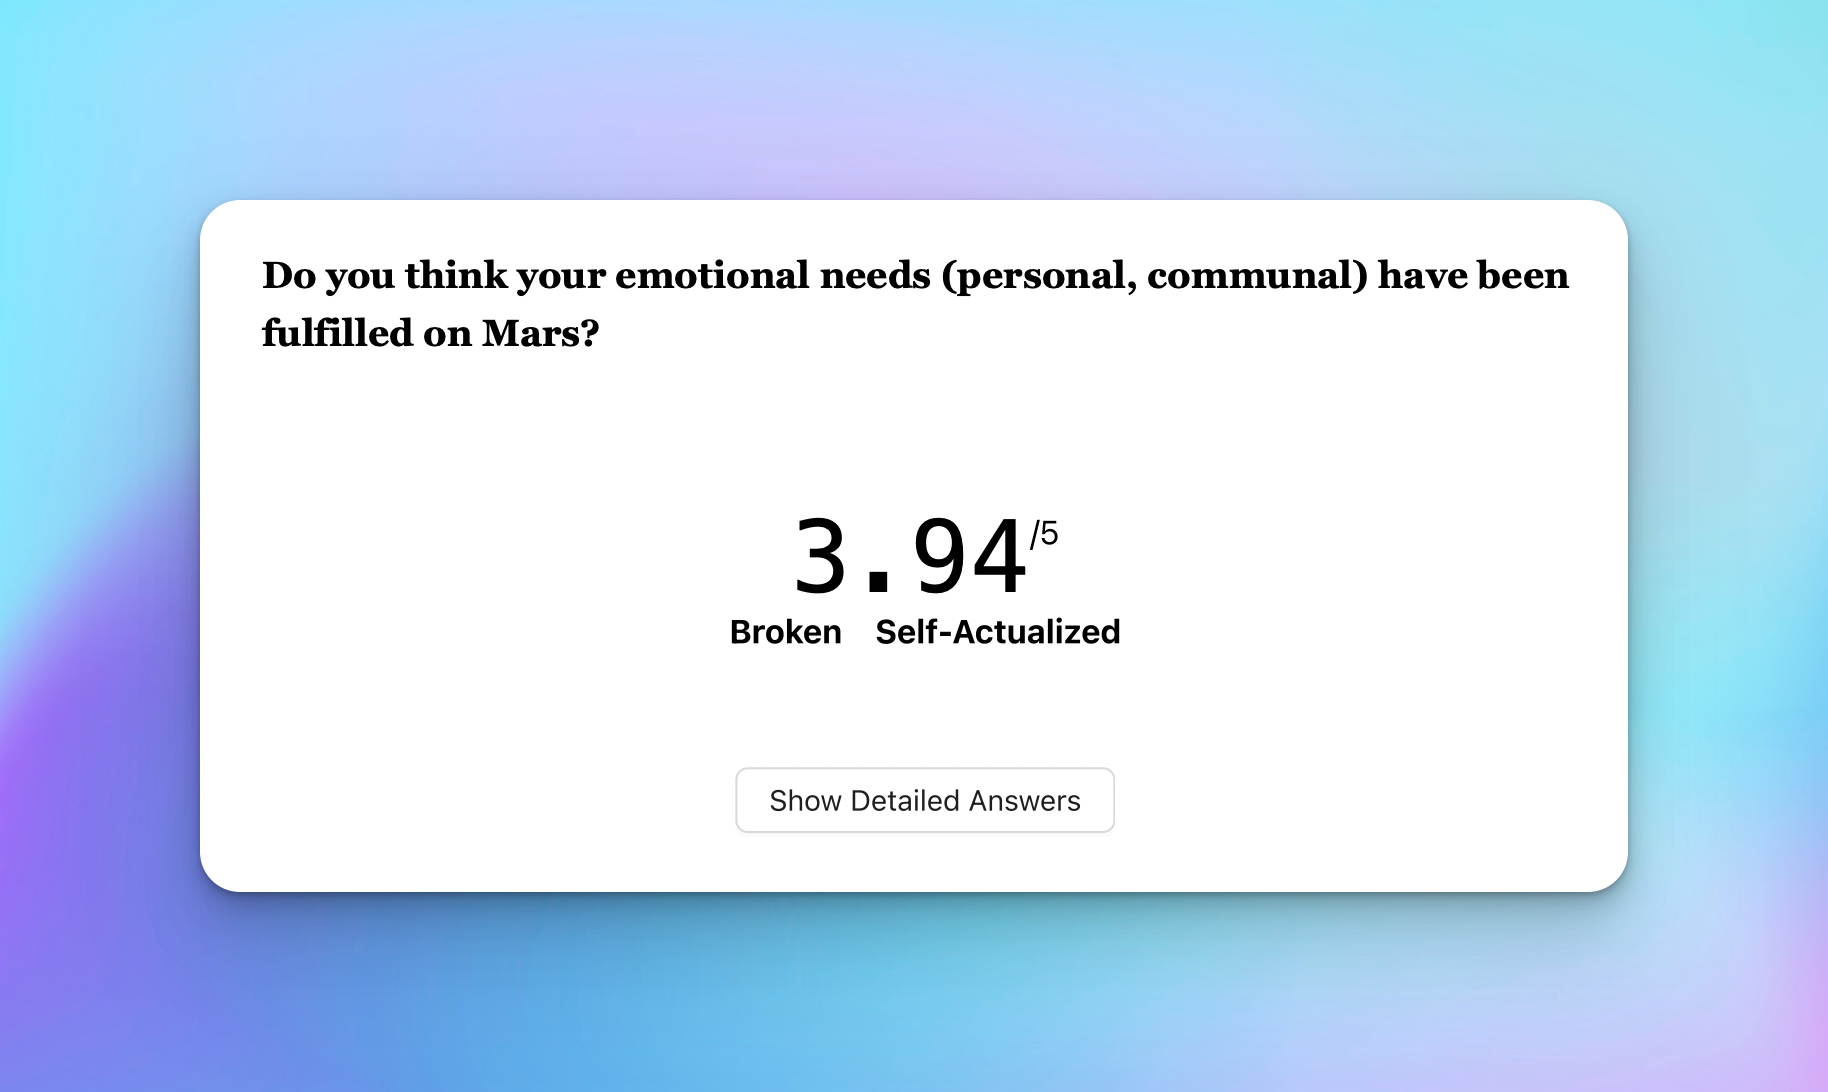 Do you think your emotional needs (personal, communal) have been
fulfilled on Mars?
3.94/5
Broken Self-Actualized
Show Detailed Answers